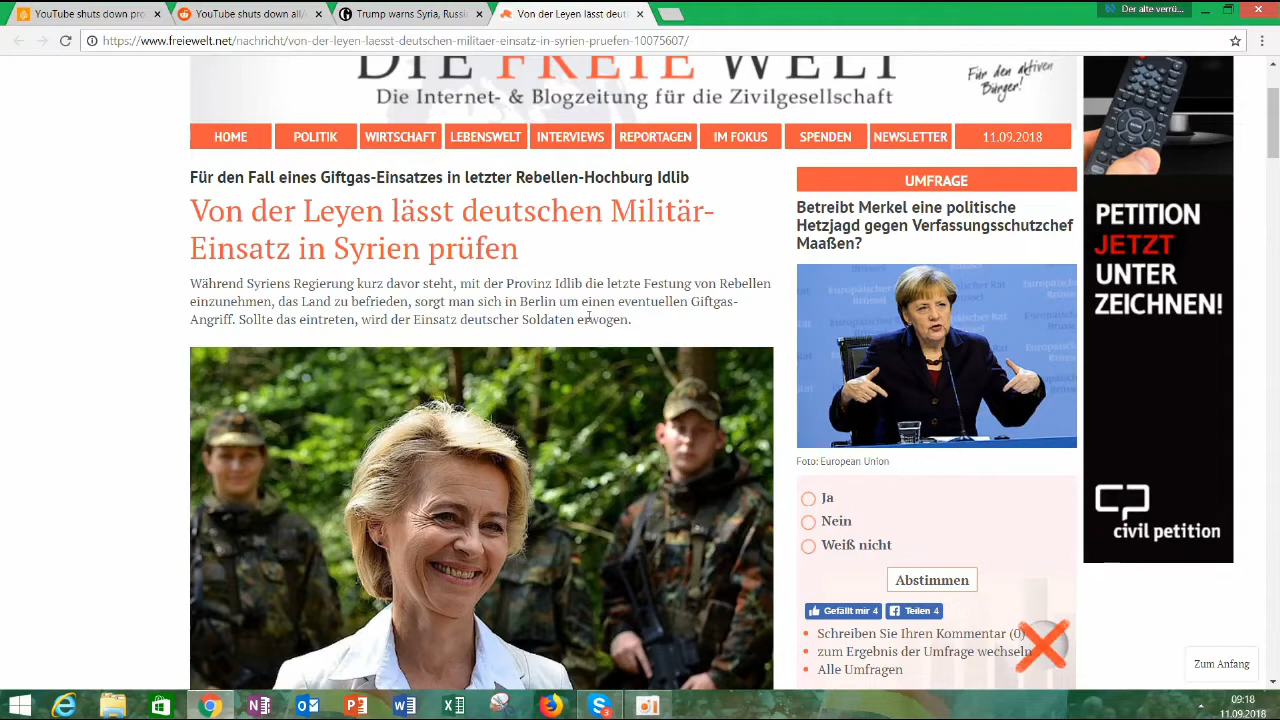 YouTube shuts down pro
YouTube shuts down all/
Trump warns Syria, Russi
Von der Leyen lässt deut
Der alte verrü...
https://www.freiewelt.net/nachricht/von-der-leyen-laesst-deutschen-militaer-einsatz-in-syrien-pruefen-10075607/
DIE FREIE WELT
Die Internet- & Blogzeitung für die Zivilgesellschaft
Für den aktiven
Bürger!
HOME POLITIK WIRTSCHAFT LEBENSWELT INTERVIEWS REPORTAGEN IM FOKUS SPENDEN NEWSLETTER 11.09.2018
Für den Fall eines Giftgas-Einsatzes in letzter Rebellen-Hochburg Idlib
Von der Leyen lässt deutschen Militär-
Einsatz in Syrien prüfen
Während Syriens Regierung kurz davor steht, mit der Provinz Idlib die letzte Festung von Rebellen
einzunehmen, das Land zu befrieden, sorgt man sich in Berlin um einen eventuellen Giftgas-
Angriff. Sollte das eintreten, wird der Einsatz deutscher Soldaten erwogen.
UMFRAGE
Betreibt Merkel eine politische
Hetzjagd gegen Verfassungsschutzchef
Maaßen?
Foto: European Union
Ja
Nein
Weiß nicht
Abstimmen
Gefällt mir 4
Teilen 4
Schreiben Sie Ihren Kommentar (0)
zum Ergebnis der Umfrage wechseln
Alle Umfragen
PETITION
JETZT
UNTER
ZEICHNEN!
civil petition
Zum Anfang
09:18
11.09.2018